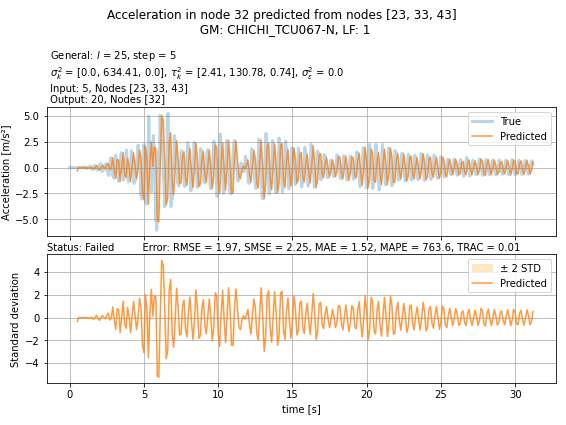 Acceleration in node 32 predicted from nodes [23, 33, 43]
GM: CHICHI_TCU067-N, LF: 1
General: l = 25, step = 5
σ²ₖ = [0.0, 634.41, 0.0], τ²ₖ = [2.41, 130.78, 0.74], σ²ε = 0.0
Input: 5, Nodes [23, 33, 43]
Output: 20, Nodes [32]
Acceleration [m/s²]
5.0
2.5
0.0
−2.5
−5.0
True
Predicted
Status: Failed Error: RMSE = 1.97, SMSE = 2.25, MAE = 1.52, MAPE = 763.6, TRAC = 0.01
Standard deviation
4
2
0
−2
−4
± 2 STD
Predicted
0 5 10 15 20 25 30
time [s]